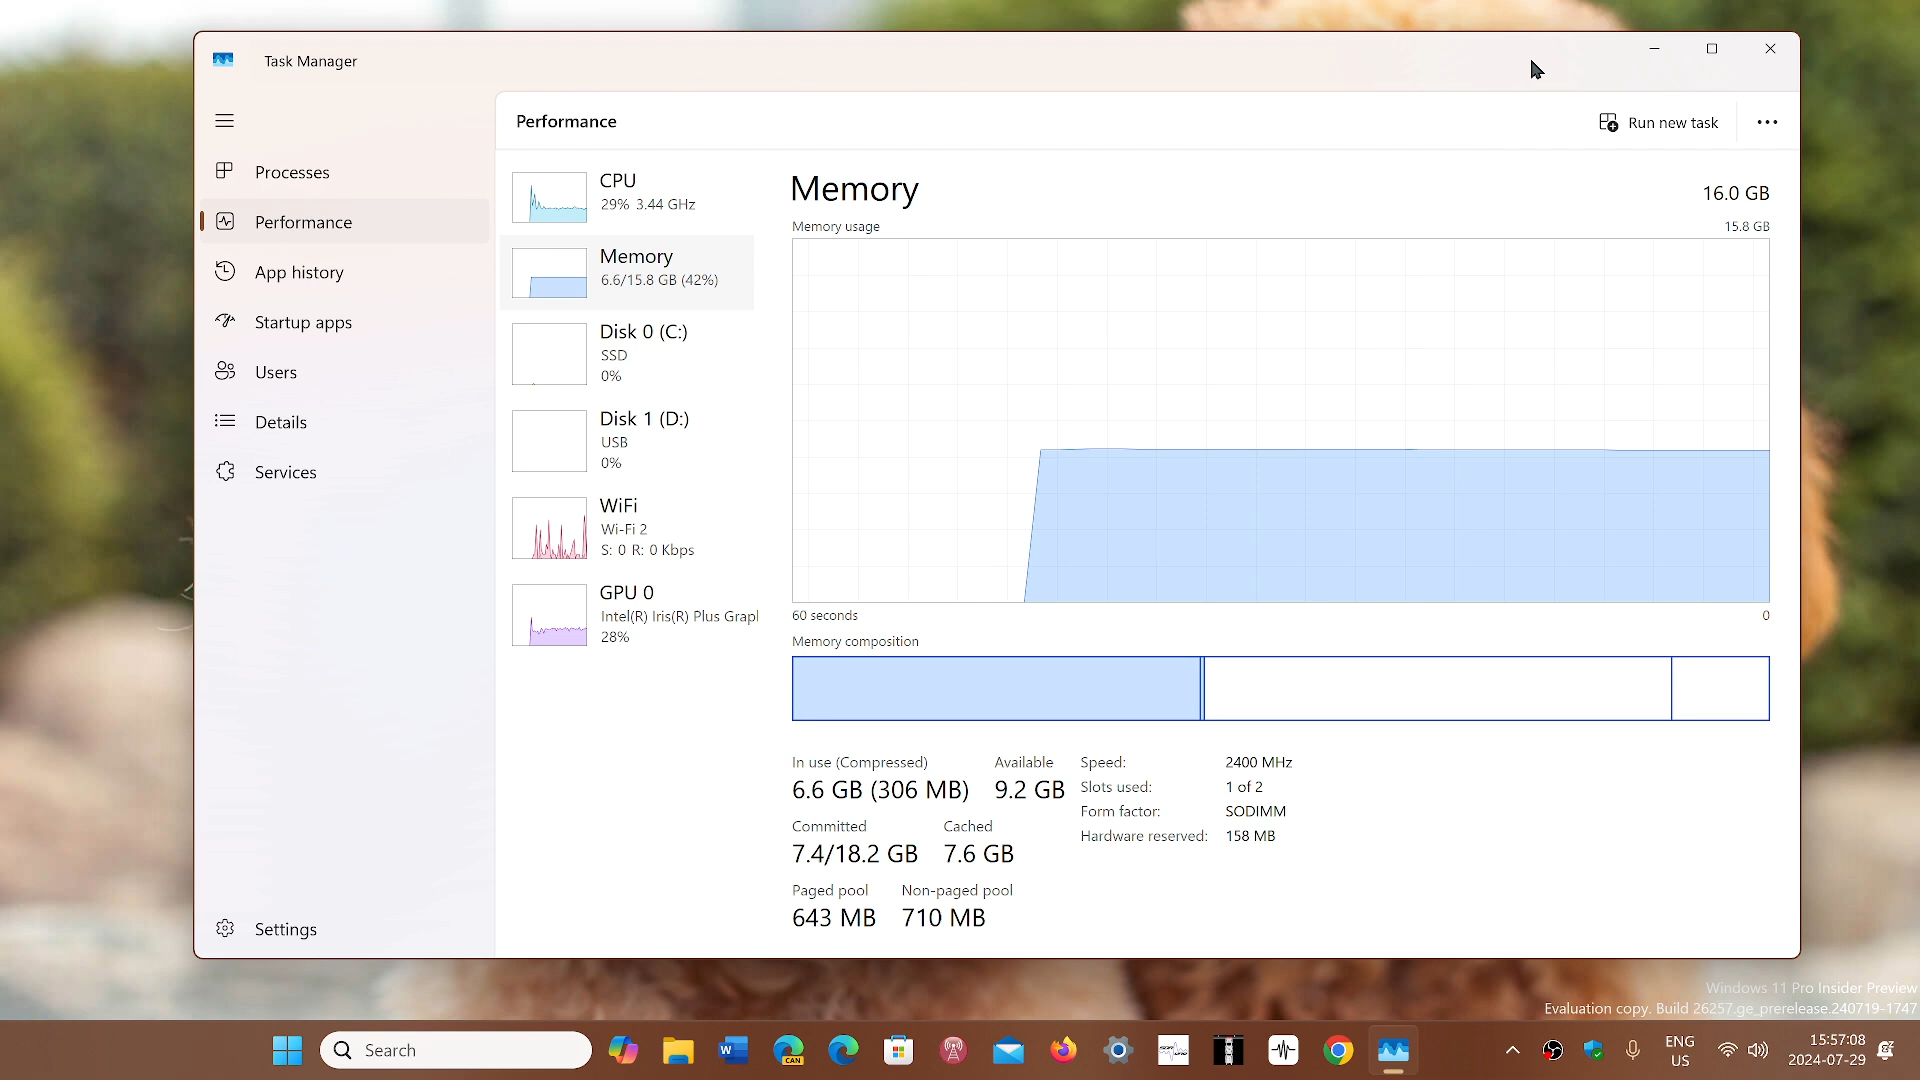 Task Manager
Processes
Performance
App history
Startup apps
Users
Details
Services
Settings
Performance
Run new task
CPU
29% 3.44 GHz
Memory
6.6/15.8 GB (42%)
Disk 0 (C:)
SSD
0%
Disk 1 (D:)
USB
0%
WiFi
Wi-Fi 2
S: 0 R: 0 Kbps
GPU 0
Intel(R) Iris(R) Plus Grapl
28%
Memory
16.0 GB
Memory usage
15.8 GB
60 seconds
0
Memory composition
In use (Compressed)
6.6 GB (306 MB)
Available
9.2 GB
Committed
7.4/18.2 GB
Cached
7.6 GB
Paged pool
643 MB
Non-paged pool
710 MB
Speed: 2400 MHz
Slots used: 1 of 2
Form factor: SODIMM
Hardware reserved: 158 MB
Windows 11 Pro Insider Preview
Evaluation copy. Build 26257.ge_prerelease.240719-1747
Search
W
CAN
ENG
US
15:57:08
2024-07-29